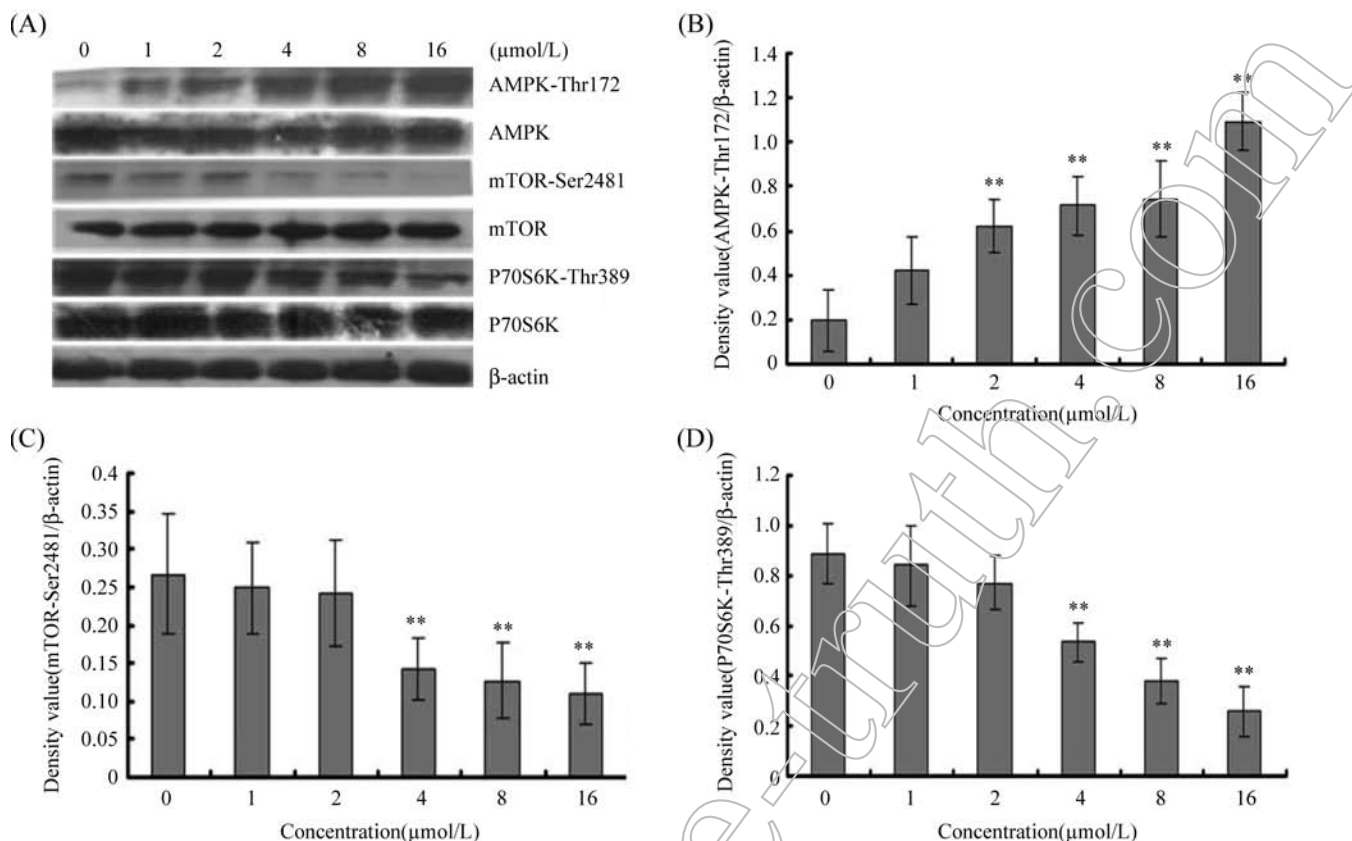 (A)
0 1 2 4 8 16 (μmol/L)
AMPK-Thr172
AMPK
mTOR-Ser2481
mTOR
P70S6K-Thr389
P70S6K
β-actin
(B)
Density value(AMPK-Thr172/β-actin)
1.4
1.2
1.0
0.8
0.6
0.4
0.2
0
** ** ** **
0 1 2 4 8 16
Concentration(μmol/L)
(C)
Density value(mTOR-Ser2481/β-actin)
0.4
0.35
0.30
0.25
0.20
0.15
0.10
0.05
0
** ** **
0 1 2 4 8 16
Concentration(μmol/L)
(D)
Density value(P70S6K-Thr389/β-actin)
1.2
1.0
0.8
0.6
0.4
0.2
0
** ** **
0 1 2 4 8 16
Concentration(μmol/L)
e-truth.com